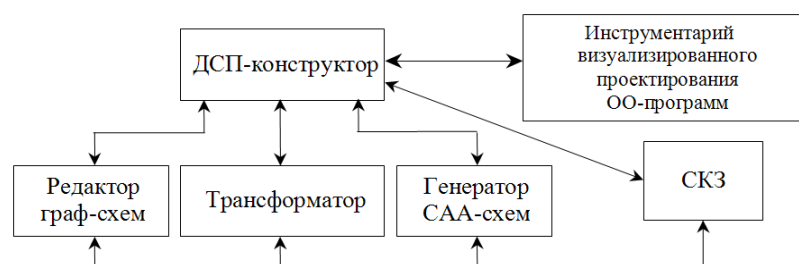 ДСП-конструктор
Инструментарий
визуализированного
проектирования
ОО-программ
Редактор
граф-схем
Трансформатор
Генератор
САА-схем
СКЗ